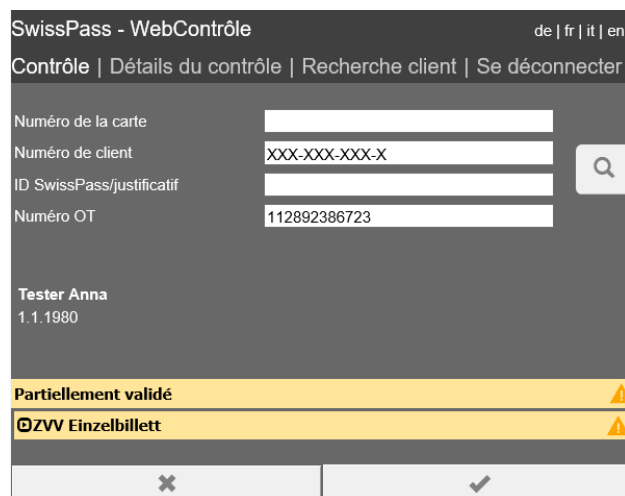 SwissPass - WebContrôle
de | fr | it | en
Contrôle | Détails du contrôle | Recherche client | Se déconnecter
Numéro de la carte
Numéro de client XXX-XXX-XXX-X
ID SwissPass/justificatif
Numéro OT 112892386723
Tester Anna
1.1.1980
Partiellement validé
ZVV Einzelbillett